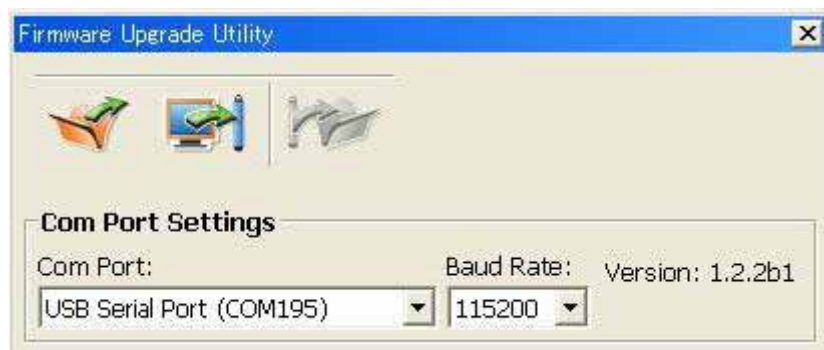 Firmware Upgrade Utility
Com Port Settings
Com Port: Baud Rate: Version: 1.2.2b1
USB Serial Port (COM195) 115200